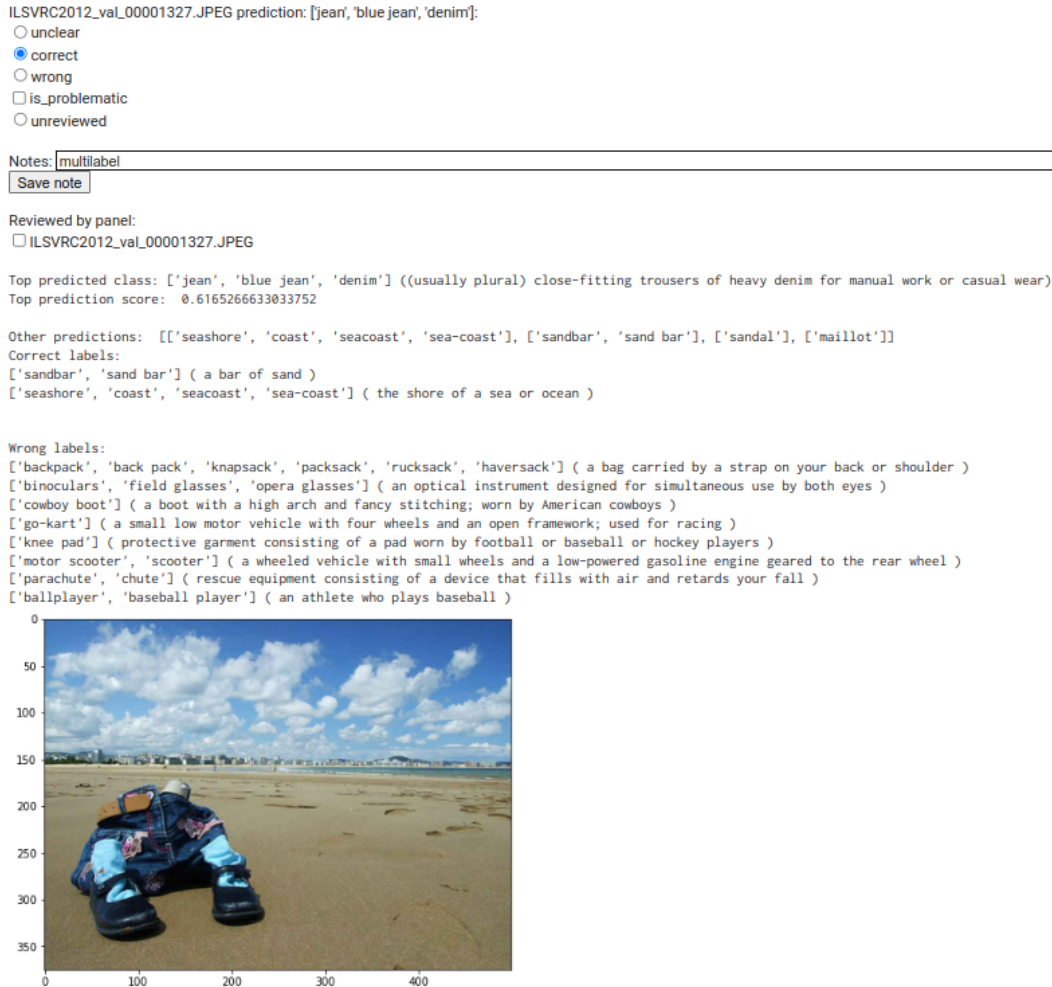 ILSVRC2012_val_00001327.JPEG prediction: ['jean', 'blue jean', 'denim']:
unclear
correct
wrong
is_problematic
unreviewed
Notes: multilabel
Save note
Reviewed by panel:
ILSVRC2012_val_00001327.JPEG
Top predicted class: ['jean', 'blue jean', 'denim'] ((usually plural) close-fitting trousers of heavy denim for manual work or casual wear)
Top prediction score:  0.6165266633033752
Other predictions:  [['seashore', 'coast', 'seacoast', 'sea-coast'], ['sandbar', 'sand bar'], ['sandal'], ['maillot']]
Correct labels:
['sandbar', 'sand bar'] ( a bar of sand )
['seashore', 'coast', 'seacoast', 'sea-coast'] ( the shore of a sea or ocean )
Wrong labels:
['backpack', 'back pack', 'knapsack', 'packsack', 'rucksack', 'haversack'] ( a bag carried by a strap on your back or shoulder )
['binoculars', 'field glasses', 'opera glasses'] ( an optical instrument designed for simultaneous use by both eyes )
['cowboy boot'] ( a boot with a high arch and fancy stitching; worn by American cowboys )
['go-kart'] ( a small low motor vehicle with four wheels and an open framework; used for racing )
['knee pad'] ( protective garment consisting of a pad worn by football or baseball or hockey players )
['motor scooter', 'scooter'] ( a wheeled vehicle with small wheels and a low-powered gasoline engine geared to the rear wheel )
['parachute', 'chute'] ( rescue equipment consisting of a device that fills with air and retards your fall )
['ballplayer', 'baseball player'] ( an athlete who plays baseball )
0
50
100
150
200
250
300
350
0 100 200 300 400